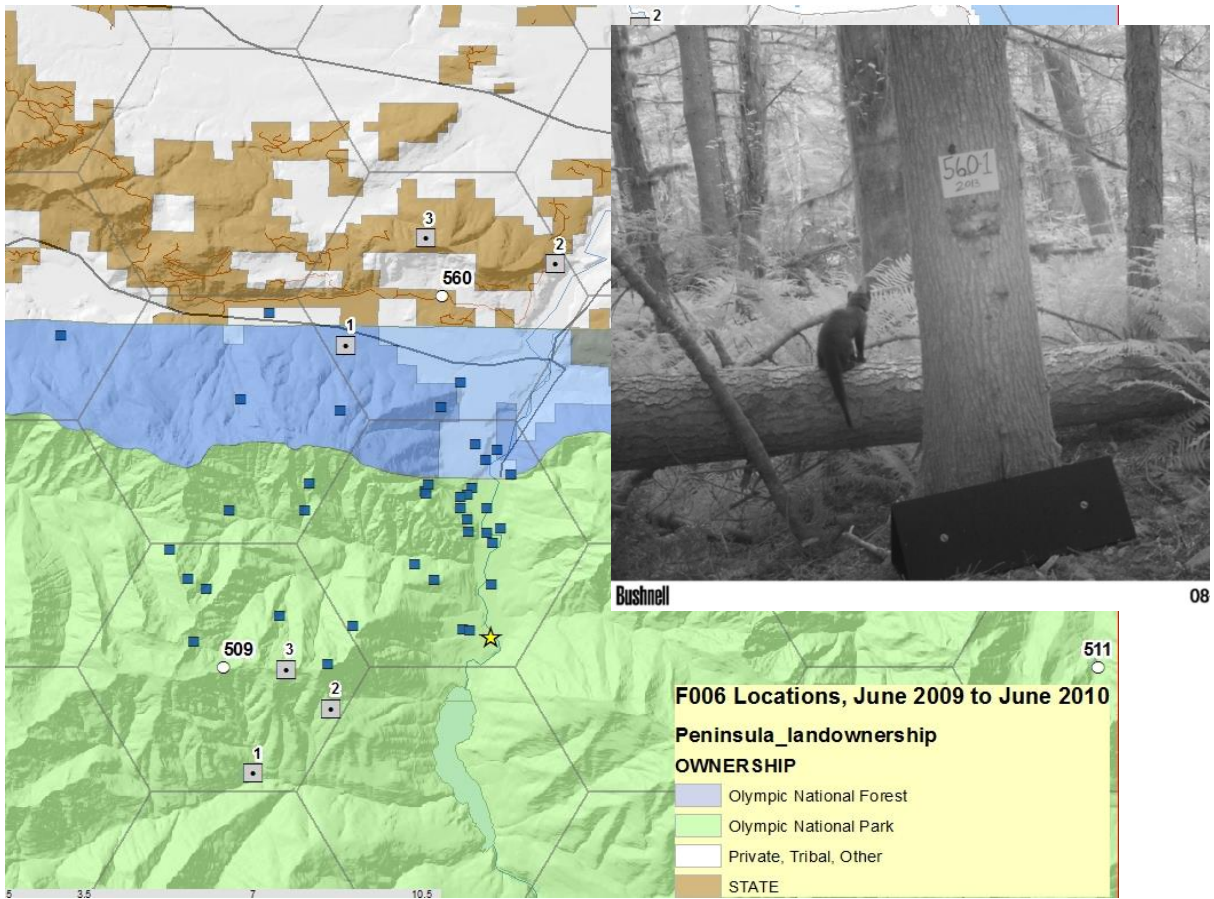 2
560-1
2013
3
2
560
1
Bushnell
08
509
3
511
2
F006 Locations, June 2009 to June 2010
Peninsula_landownership
OWNERSHIP
1
Olympic National Forest
Olympic National Park
Private, Tribal, Other
STATE
5 3.5 7 10.5